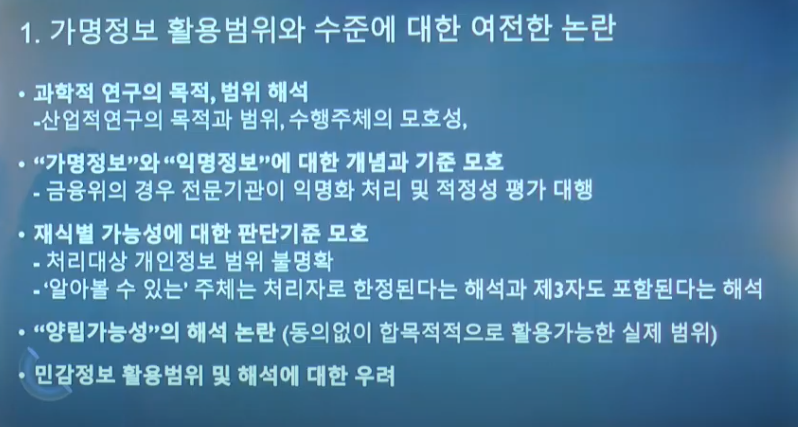 1. 가명정보 활용범위와 수준에 대한 여전한 논란
• 과학적 연구의 목적, 범위 해석
-산업적연구의 목적과 범위, 수행주체의 모호성,
• “가명정보”와 “익명정보”에 대한 개념과 기준 모호
- 금융위의 경우 전문기관이 익명화 처리 및 적정성 평가 대행
• 재식별 가능성에 대한 판단기준 모호
- 처리대상 개인정보 범위 불명확
- ‘알아볼 수 있는’ 주체는 처리자로 한정된다는 해석과 제3자도 포함된다는 해석
• “양립가능성”의 해석 논란 (동의없이 합목적적으로 활용가능한 실제 범위)
• 민감정보 활용범위 및 해석에 대한 우려